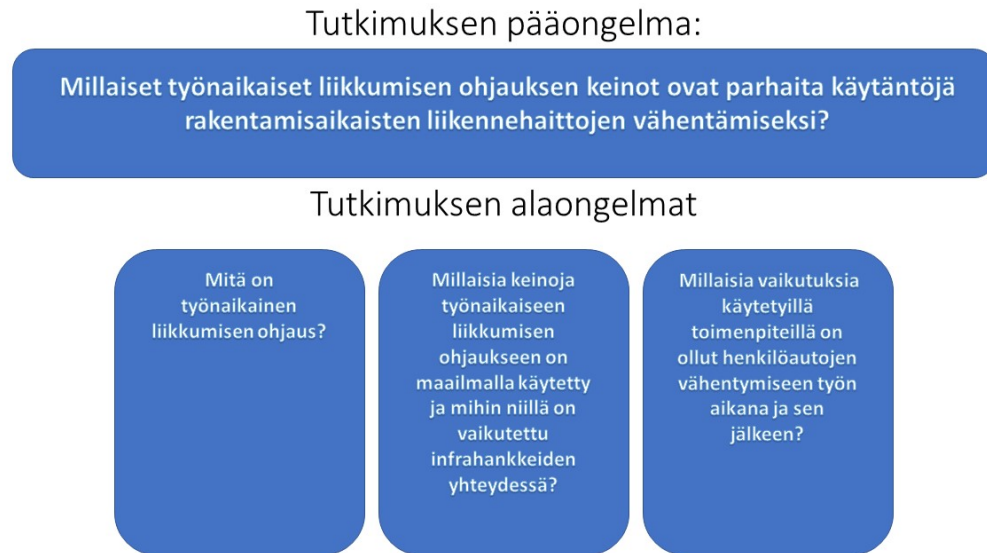 Tutkimuksen pääongelma:
Millaiset työnaikaiset liikkumisen ohjauksen keinot ovat parhaita käytäntöjä
rakentamisaikaisten liikennehaittojen vähentämiseksi?
Tutkimuksen alaongelmat
Mitä on
työnaikainen
liikkumisen ohjaus?
Millaisia keinoja
työnaikaiseen
liikkumisen
ohjaukseen on
maailmalla käytetty
ja mihin niillä on
vaikutettu
infrahankkeiden
yhteydessä?
Millaisia vaikutuksia
käytetyillä
toimenpiteillä on
ollut henkilöautojen
vähentymiseen työn
aikana ja sen
jälkeen?